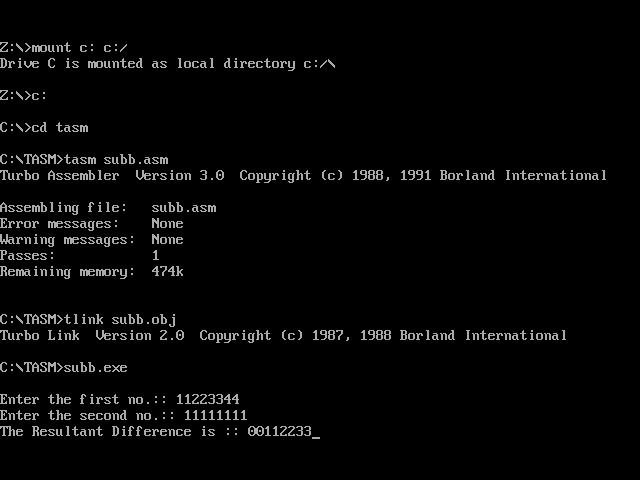 Z:\>mount c: c:/
Drive C is mounted as local directory c:/\
Z:\>c:
C:\>cd tasm
C:\TASM>tasm subb.asm
Turbo Assembler  Version 3.0  Copyright (c) 1988, 1991 Borland International
Assembling file:   subb.asm
Error messages:    None
Warning messages:  None
Passes:            1
Remaining memory:  474k
C:\TASM>tlink subb.obj
Turbo Link  Version 2.0  Copyright (c) 1987, 1988 Borland International
C:\TASM>subb.exe
Enter the first no.:: 11223344
Enter the second no.:: 11111111
The Resultant Difference is :: 00112233_